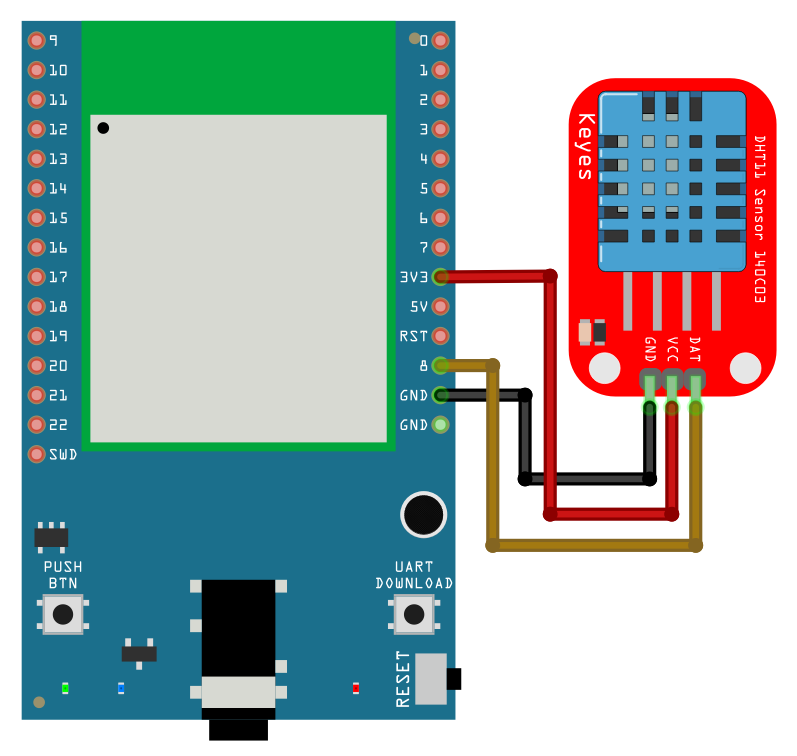 9
10
11
12
13
14
15
16
17
18
19
20
21
22
SWD
0
1
2
3
4
5
6
7
3V3
5V
RST
8
GND
GND
PUSH
BTN
UART
DOWNLOAD
RESET
Keyes
DHT11 Sensor 140C03
GND
VCC
DAT